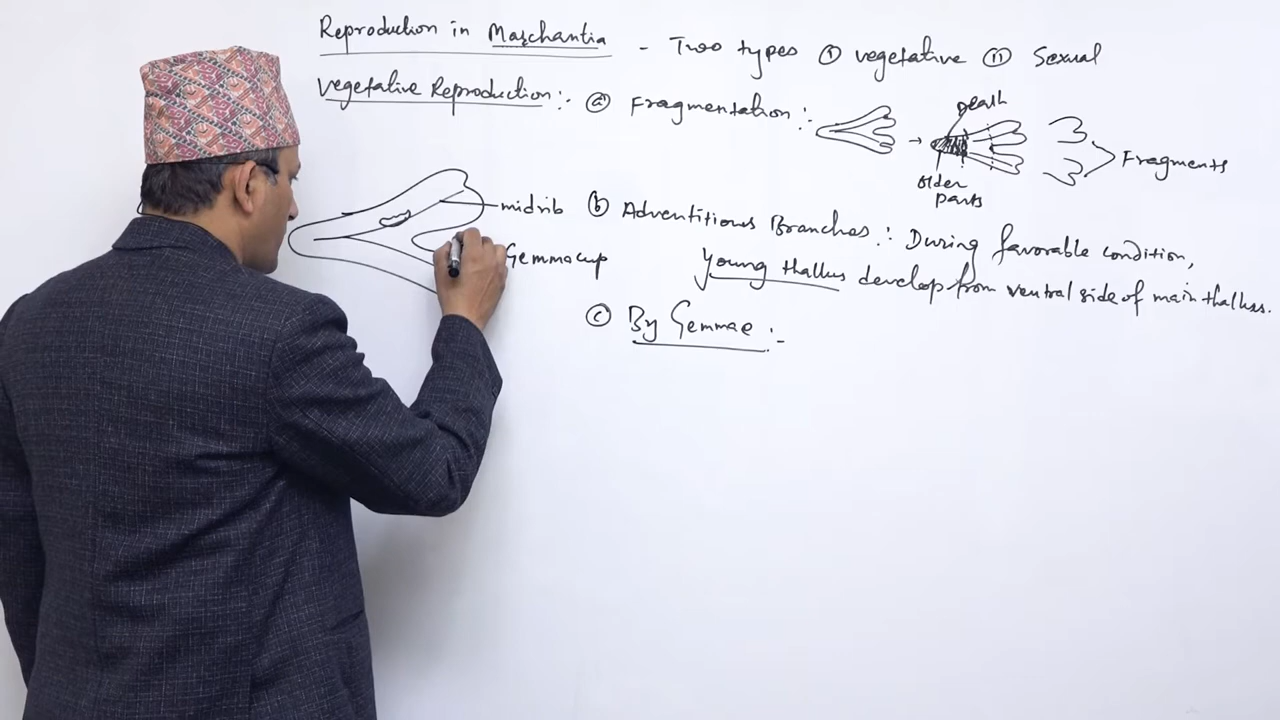 Reproduction in Marchantia - Two types (i) vegetative (ii) Sexual
Vegetative Reproduction :- (a) Fragmentation :-
Death
→
Fragments
older
parts
midrib
(b) Adventitious Branches :- During favorable condition,
Gemmacup
Young thallus develop from ventral side of main thallus.
(c) By Gemmae :-